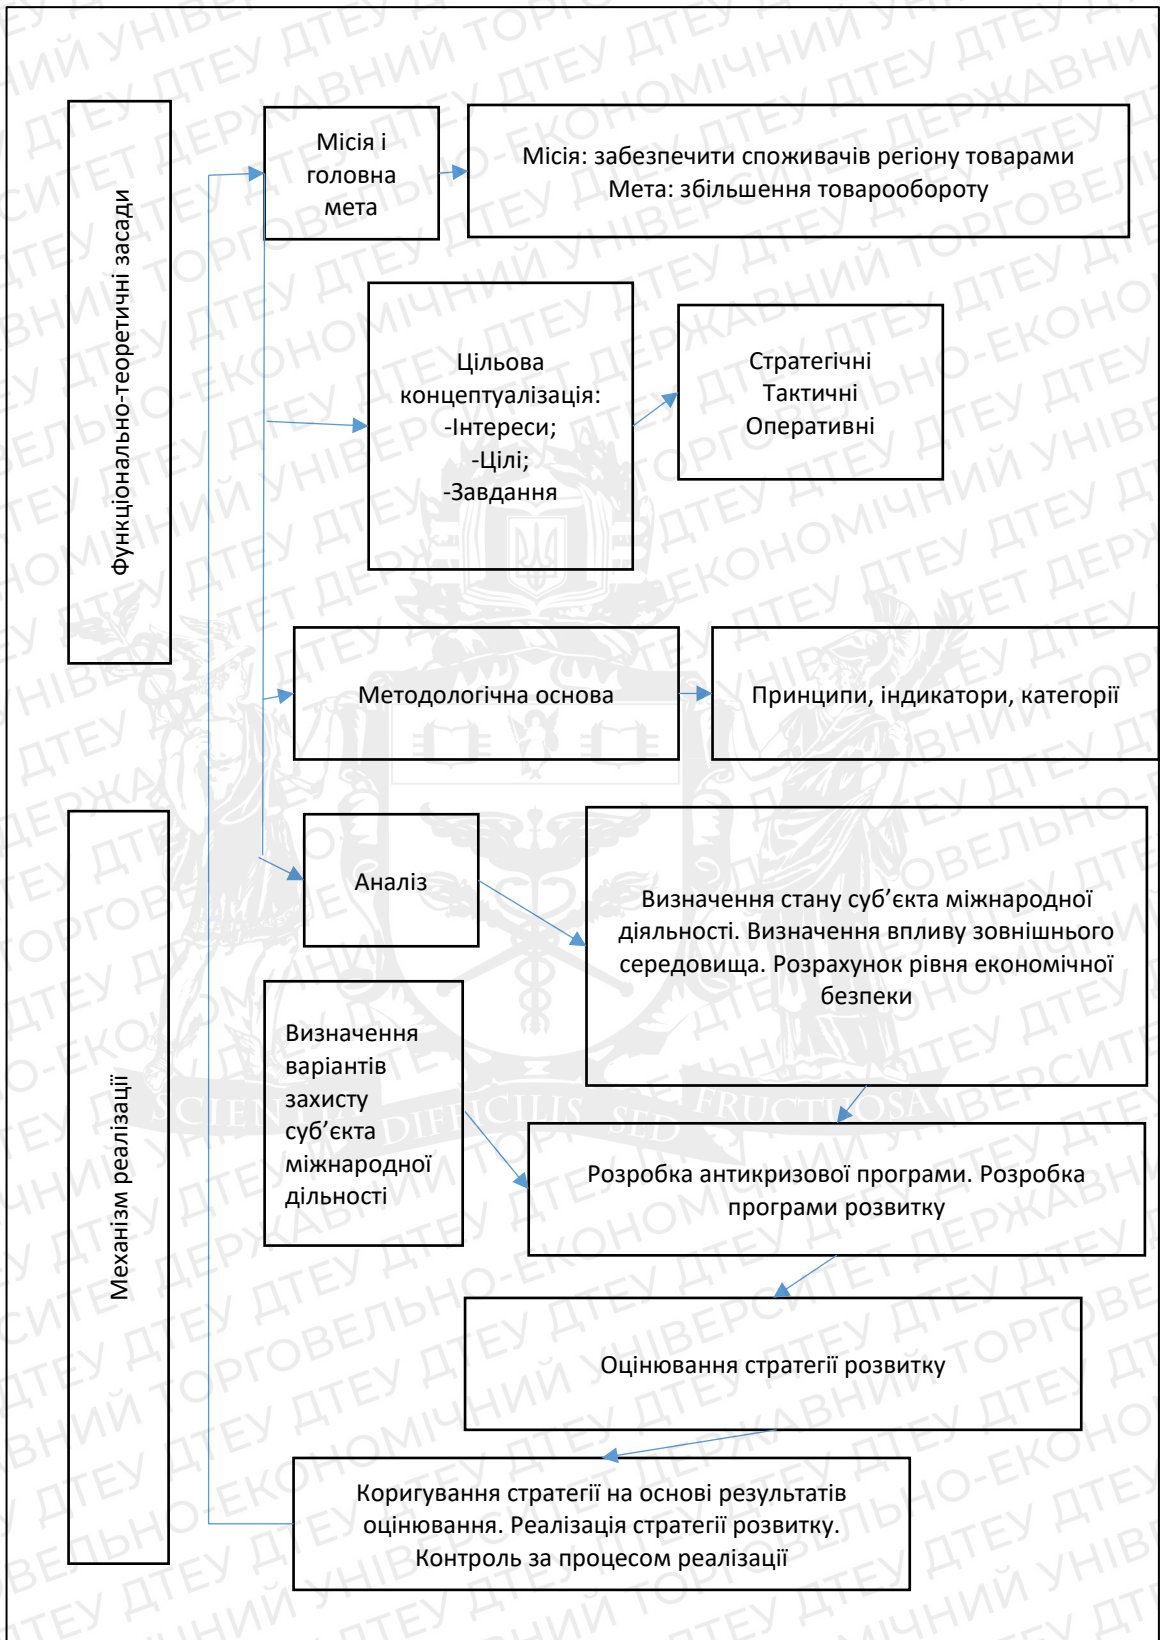 Функціонально-теоретичні засади
Місія і
головна
мета
Місія: забезпечити споживачів регіону товарами
Мета: збільшення товарообороту
Цільова
концептуалізація:
-Інтереси;
-Цілі;
-Завдання
Стратегічні
Тактичні
Оперативні
Методологічна основа
Принципи, індикатори, категорії
Механізм реалізації
Аналіз
Визначення стану суб’єкта міжнародної
діяльності. Визначення впливу зовнішнього
середовища. Розрахунок рівня економічної
безпеки
Визначення
варіантів
захисту
суб’єкта
міжнародної
дільності
Розробка антикризової програми. Розробка
програми розвитку
Оцінювання стратегії розвитку
Коригування стратегії на основі результатів
оцінювання. Реалізація стратегії розвитку.
Контроль за процесом реалізації